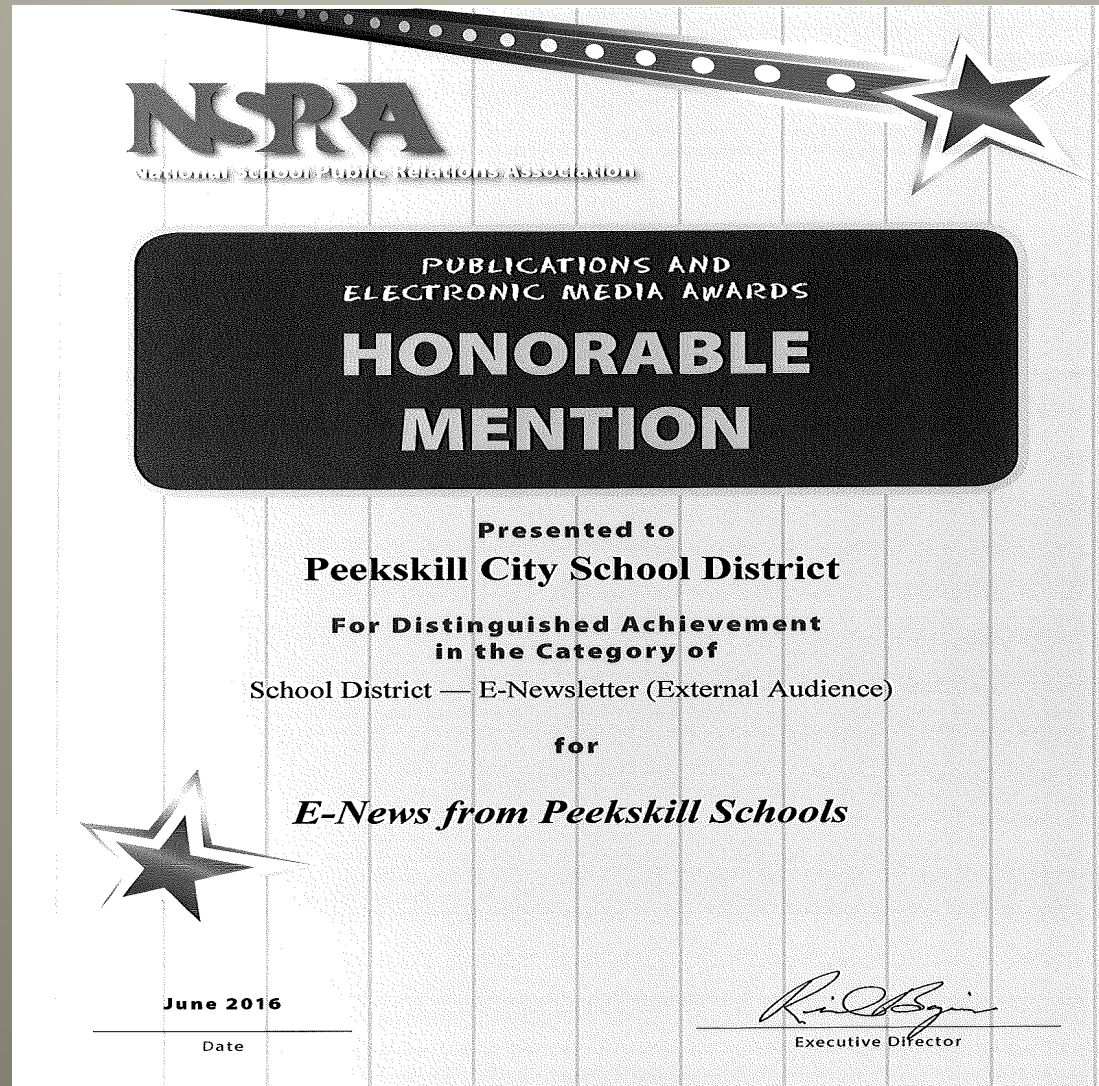 NSPRA
National School Public Relations Association
PUBLICATIONS AND
ELECTRONIC MEDIA AWARDS
HONORABLE
MENTION
Presented to
Peekskill City School District
For Distinguished Achievement
in the Category of
School District — E-Newsletter (External Audience)
for
E-News from Peekskill Schools
June 2016
Date
Executive Director